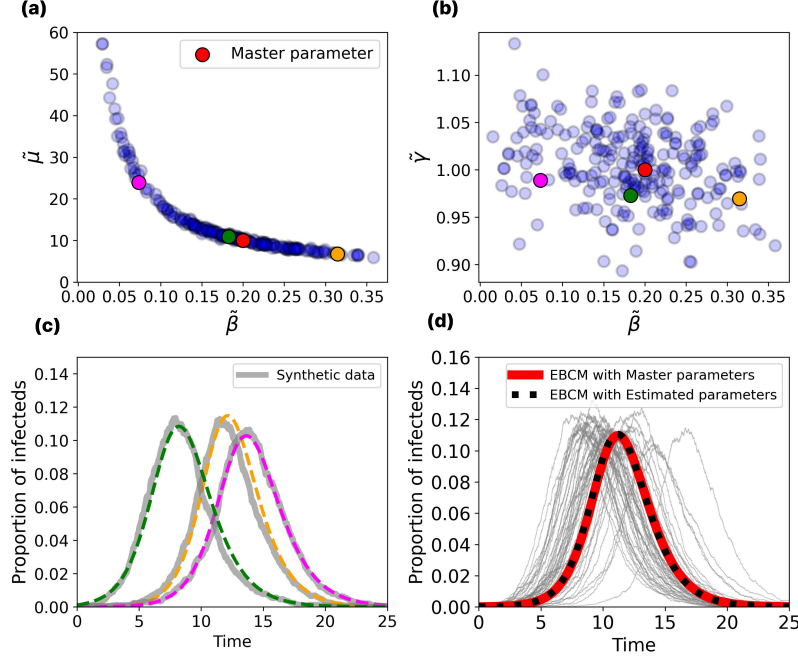 (a)
(b)
60
50
40
30
20
10
0
μ̃
Master parameter
0.00 0.05 0.10 0.15 0.20 0.25 0.30 0.35
β̃
1.10
1.05
1.00
0.95
0.90
γ̃
0.00 0.05 0.10 0.15 0.20 0.25 0.30 0.35
β̃
(c)
(d)
0.14
0.12
0.10
0.08
0.06
0.04
0.02
0.00
Proportion of infecteds
Synthetic data
0 5 10 15 20 25
Time
0.16
0.14
0.12
0.10
0.08
0.06
0.04
0.02
0.00
Proportion of infecteds
EBCM with Master parameters
EBCM with Estimated parameters
0 5 10 15 20 25
Time